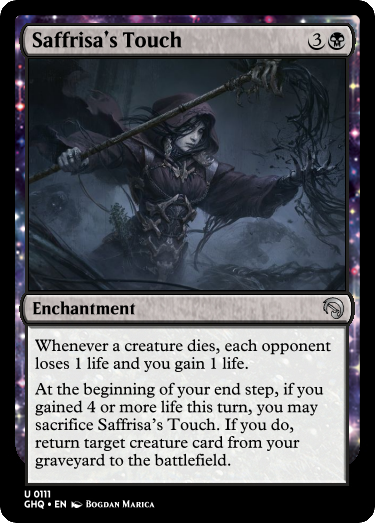 Saffrisa's Touch 3
Enchantment
Whenever a creature dies, each opponent
loses 1 life and you gain 1 life.
At the beginning of your end step, if you
gained 4 or more life this turn, you may
sacrifice Saffrisa's Touch. If you do,
return target creature card from your
graveyard to the battlefield.
U 0111
GHQ • EN Bogdan Marica